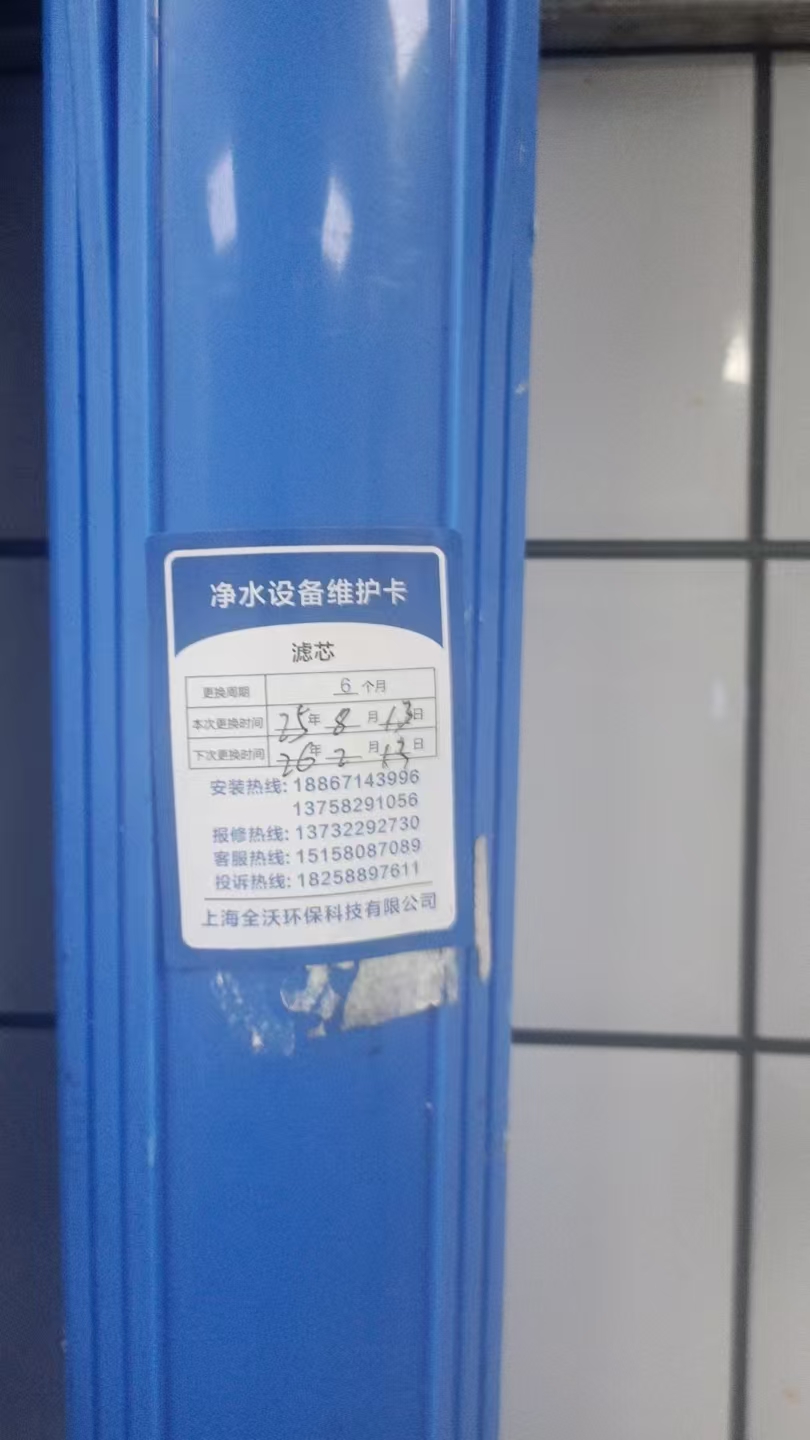 净水设备维护卡
滤芯
更换周期 6 个月
本次更换时间 25年 8 月 13日
下次更换时间 26年 2 月 13日
安装热线: 18867143996
13758291056
报修热线: 13732292730
客服热线: 15158087089
投诉热线: 18258897611
上海全沃环保科技有限公司